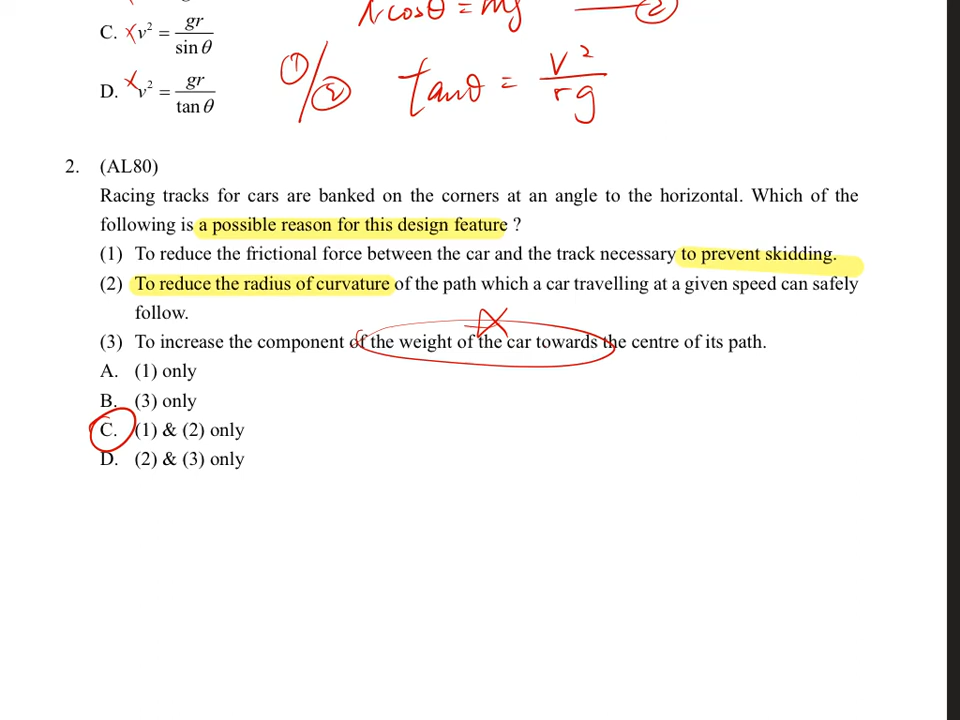 N cosθ = mg —— ②
C. ×v² = gr / sin θ
D. ×v² = gr / tan θ
①/② tanθ = v² / rg
2. (AL80)
Racing tracks for cars are banked on the corners at an angle to the horizontal. Which of the
following is a possible reason for this design feature ?
(1) To reduce the frictional force between the car and the track necessary to prevent skidding.
(2) To reduce the radius of curvature of the path which a car travelling at a given speed can safely
follow.
(3) To increase the component of the weight of the car towards the centre of its path.
A. (1) only
B. (3) only
C. (1) & (2) only
D. (2) & (3) only